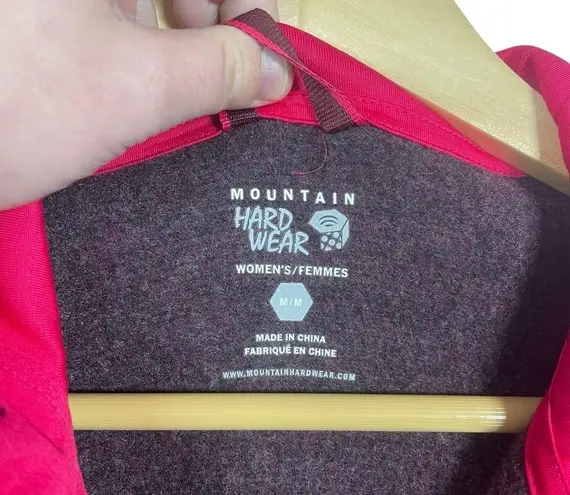 MOUNTAIN
HARD
WEAR
WOMEN'S/FEMMES
M/M
MADE IN CHINA
FABRIQUÉ EN CHINE
WWW.MOUNTAINHARDWEAR.COM